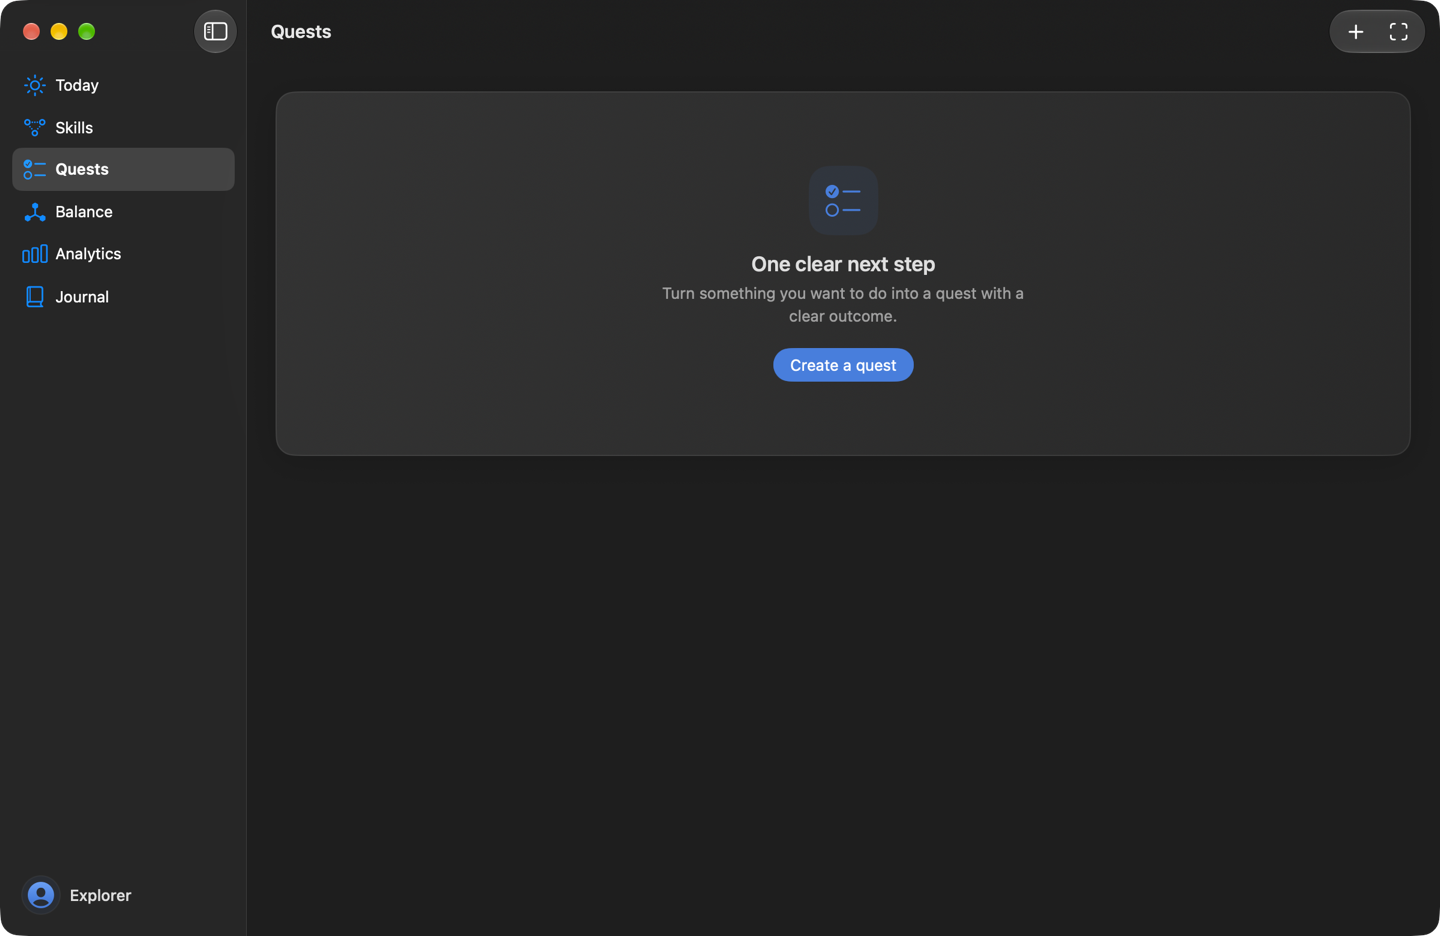 Quests
Today
Skills
Quests
Balance
Analytics
Journal
One clear next step
Turn something you want to do into a quest with a
clear outcome.
Create a quest
Explorer